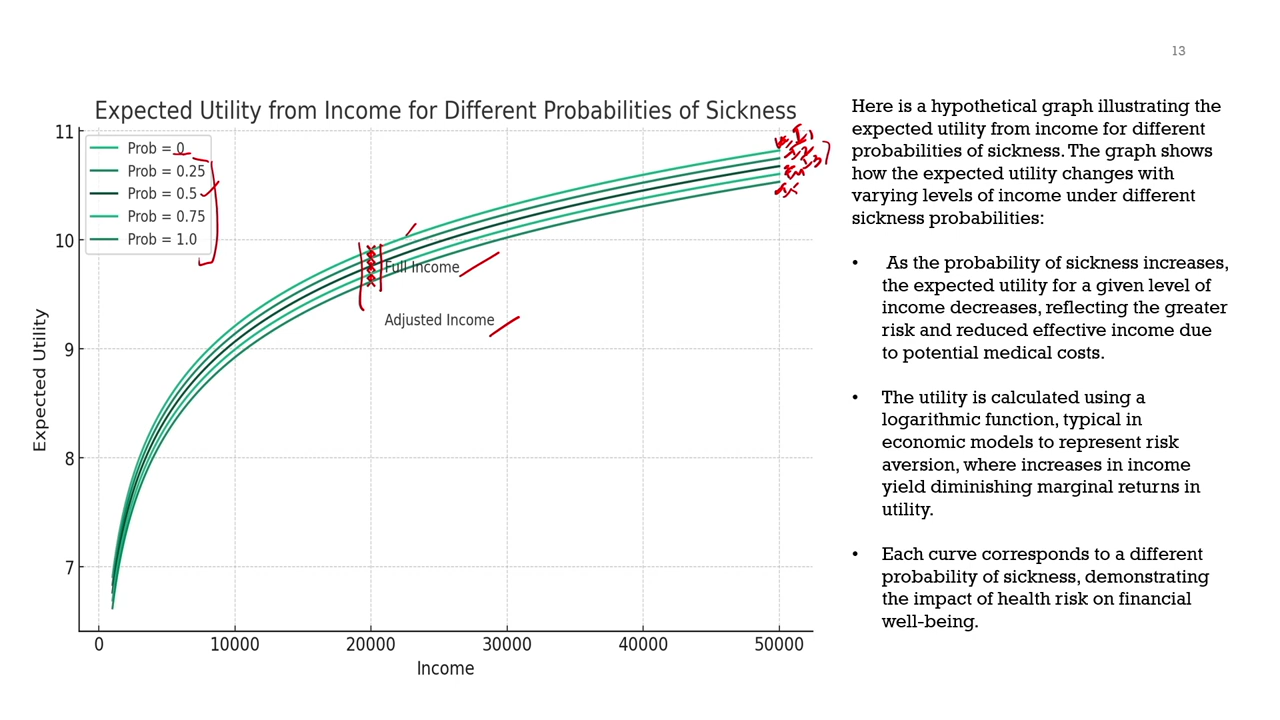 13
Expected Utility from Income for Different Probabilities of Sickness
11
10
9
8
7
Expected Utility
Prob = 0
Prob = 0.25
Prob = 0.5
Prob = 0.75
Prob = 1.0
Full Income
Adjusted Income
0 10000 20000 30000 40000 50000
Income
Here is a hypothetical graph illustrating the
expected utility from income for different
probabilities of sickness. The graph shows
how the expected utility changes with
varying levels of income under different
sickness probabilities:
• As the probability of sickness increases,
the expected utility for a given level of
income decreases, reflecting the greater
risk and reduced effective income due
to potential medical costs.
• The utility is calculated using a
logarithmic function, typical in
economic models to represent risk
aversion, where increases in income
yield diminishing marginal returns in
utility.
• Each curve corresponds to a different
probability of sickness, demonstrating
the impact of health risk on financial
well-being.